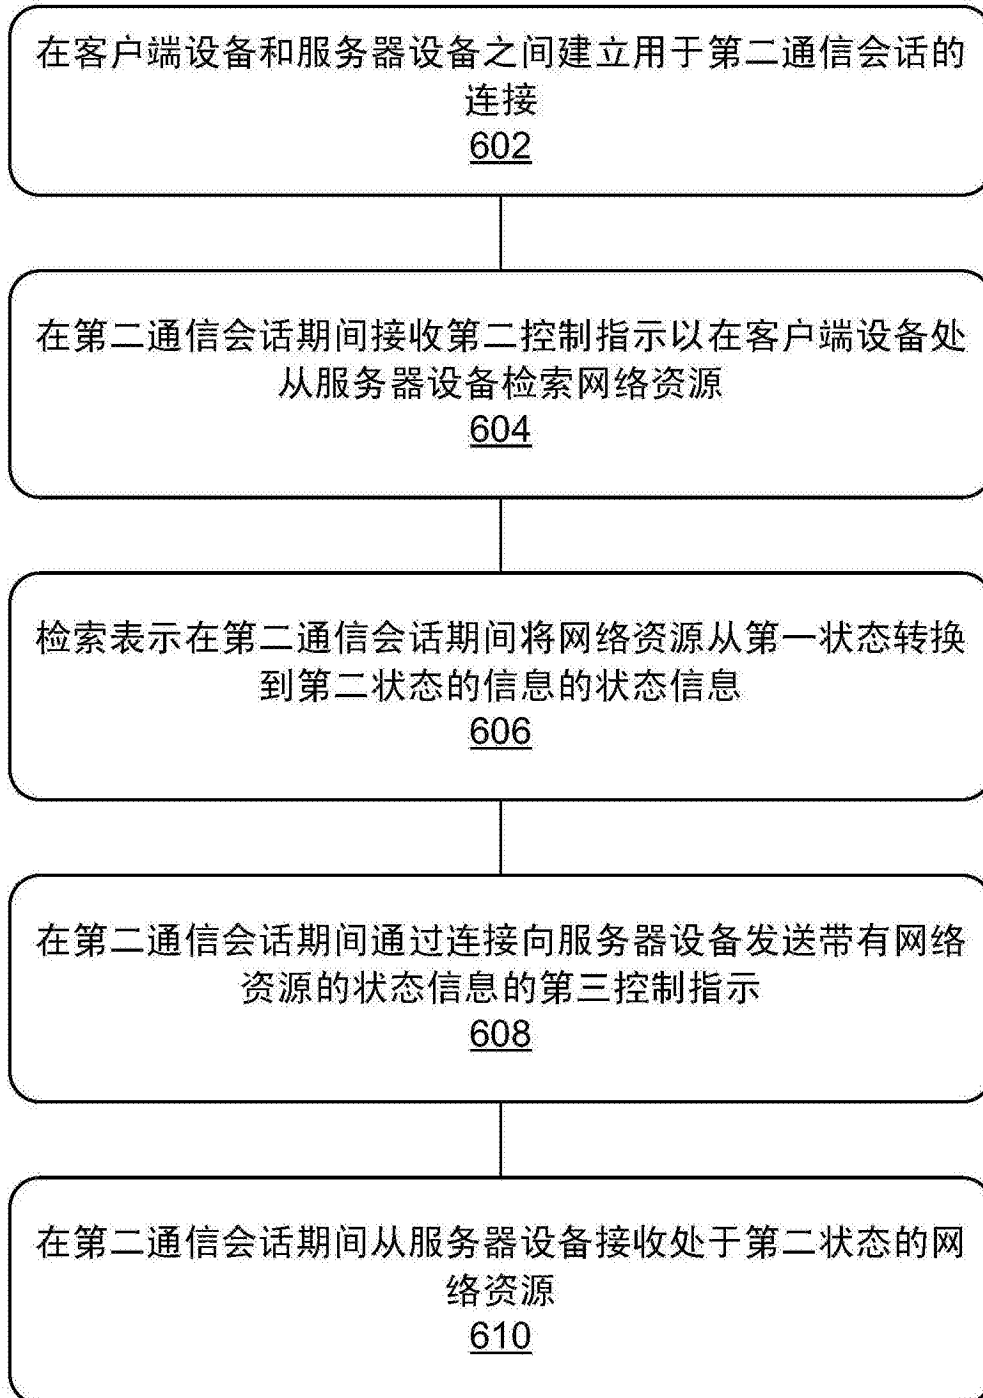 在客户端设备和服务器设备之间建立用于第二通信会话的
连接
602
在第二通信会话期间接收第二控制指示以在客户端设备处
从服务器设备检索网络资源
604
检索表示在第二通信会话期间将网络资源从第一状态转换
到第二状态的信息的状态信息
606
在第二通信会话期间通过连接向服务器设备发送带有网络
资源的状态信息的第三控制指示
608
在第二通信会话期间从服务器设备接收处于第二状态的网
络资源
610